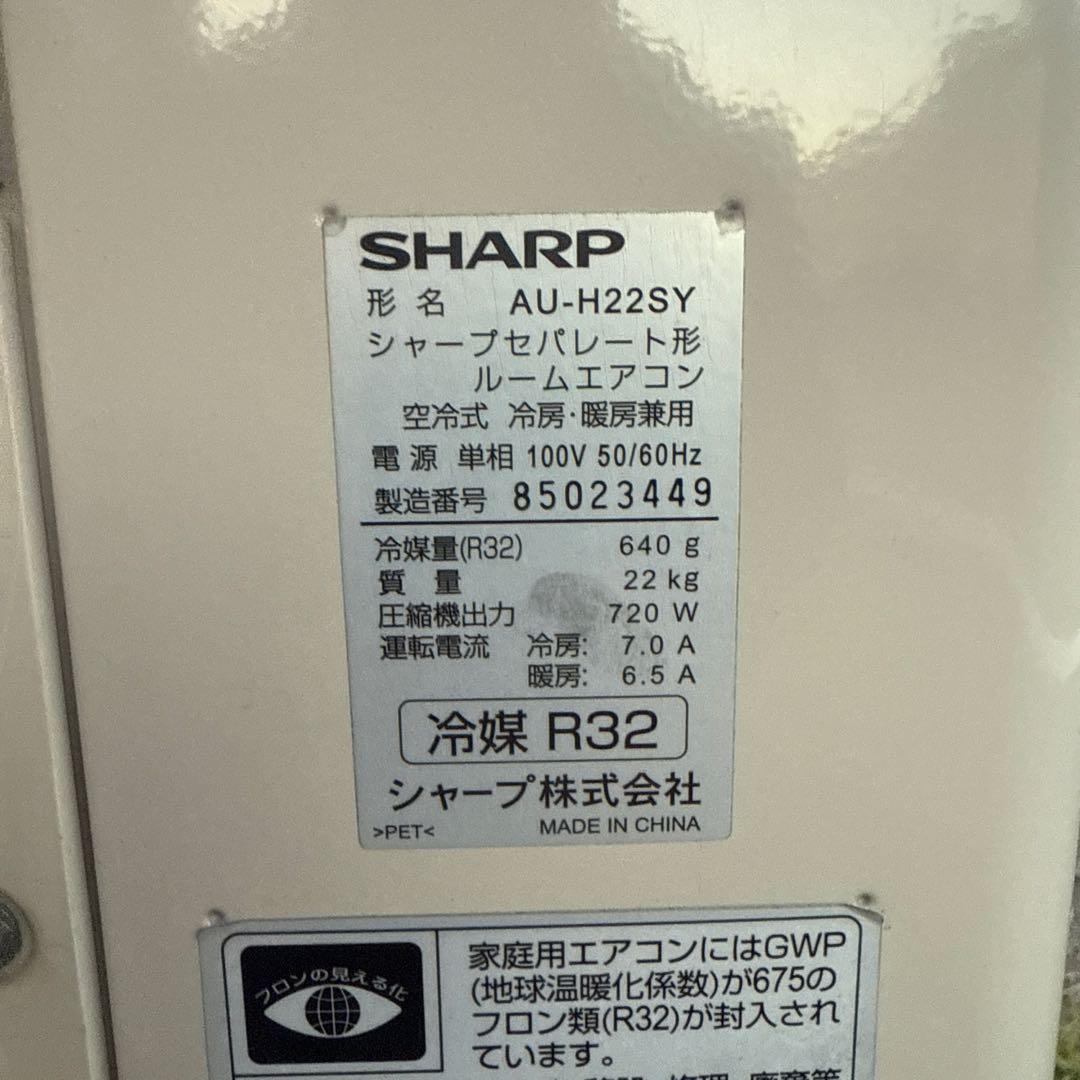 SHARP
形名 AU-H22SY
シャープセパレート形
ルームエアコン
空冷式 冷房・暖房兼用
電源 単相 100V 50/60Hz
製造番号 85023449
冷媒量(R32) 640 g
質量 22 kg
圧縮機出力 720 W
運転電流 冷房: 7.0 A
暖房: 6.5 A
冷媒 R32
シャープ株式会社
>PET< MADE IN CHINA
フロンの見える化
家庭用エアコンにはGWP
(地球温暖化係数)が675の
フロン類(R32)が封入され
ています。
修理 廃棄等